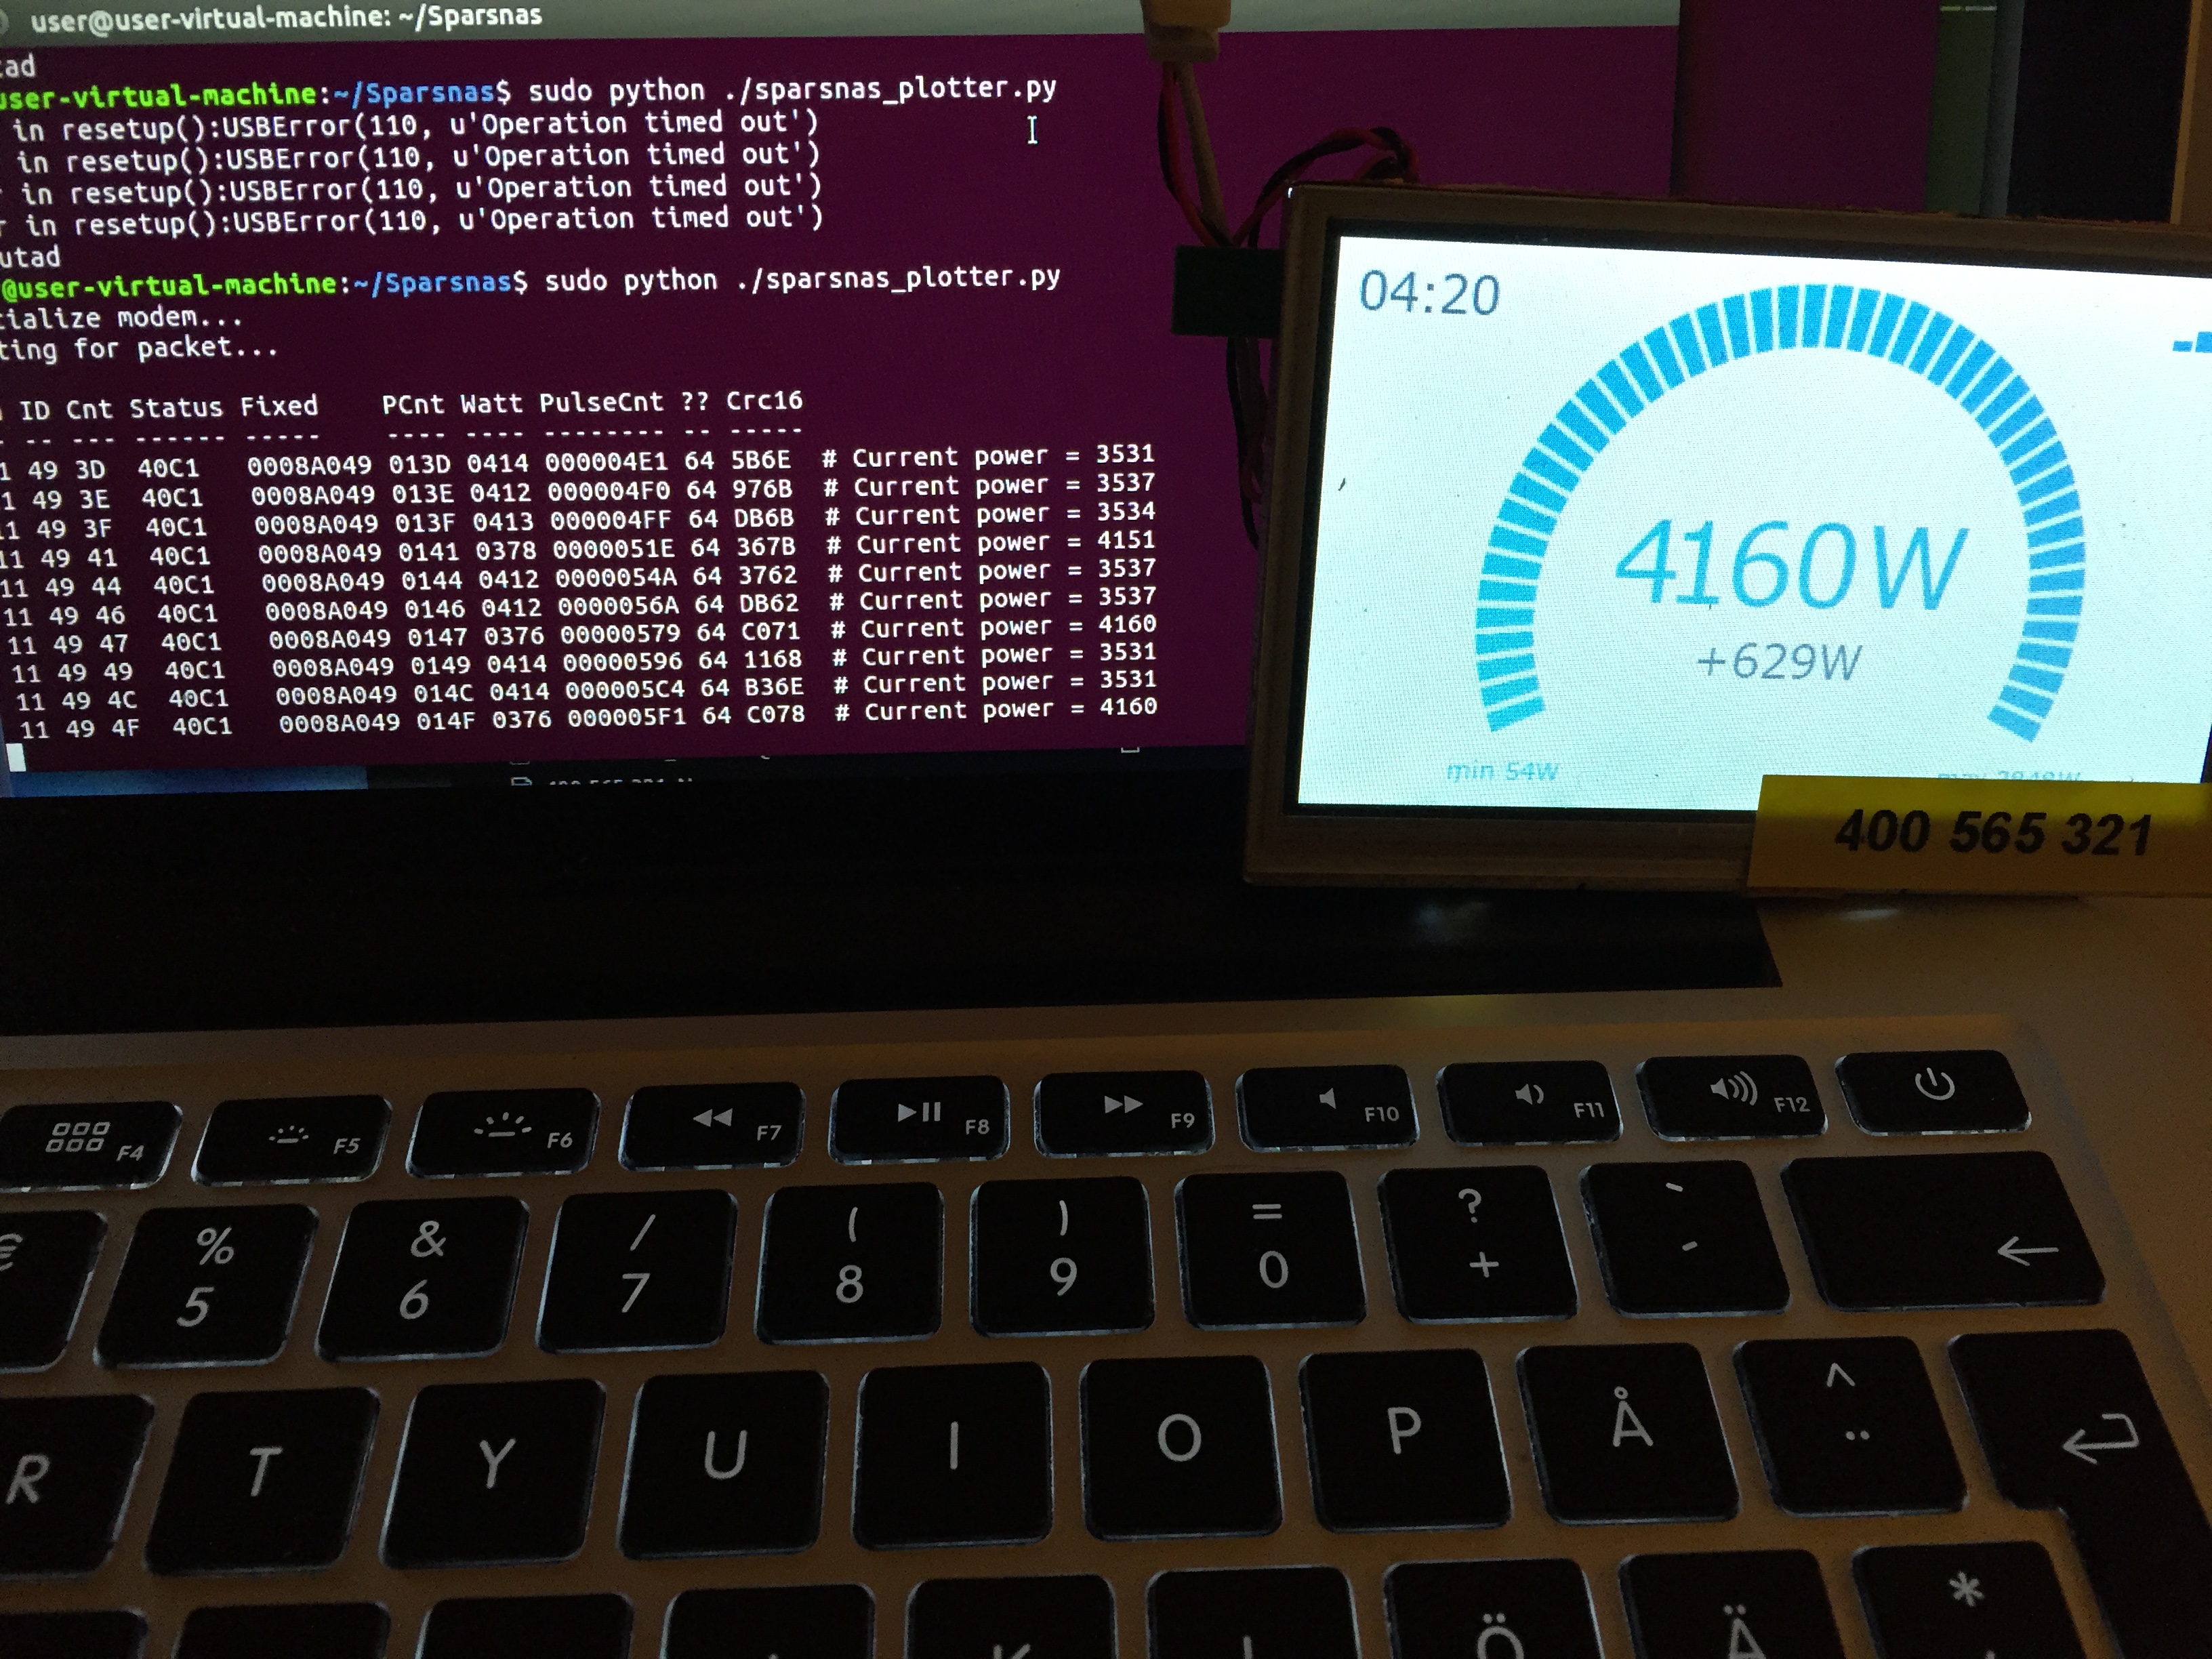 user@user-virtual-machine: ~/Sparsnas
tad
user-virtual-machine:~/Sparsnas$ sudo python ./sparsnas_plotter.py
in resetup():USBError(110, u'Operation timed out')
in resetup():USBError(110, u'Operation timed out')
r in resetup():USBError(110, u'Operation timed out')
r in resetup():USBError(110, u'Operation timed out')
utad
@user-virtual-machine:~/Sparsnas$ sudo python ./sparsnas_plotter.py
tialize modem...
ting for packet...
ID Cnt Status Fixed PCnt Watt PulseCnt ?? Crc16
- -- --- ------ ----- ---- ---- -------- -- -----
1 49 3D 40C1 0008A049 013D 0414 000004E1 64 5B6E # Current power = 3531
1 49 3E 40C1 0008A049 013E 0412 000004F0 64 976B # Current power = 3537
11 49 3F 40C1 0008A049 013F 0413 000004FF 64 DB6B # Current power = 3534
11 49 41 40C1 0008A049 0141 0378 0000051E 64 367B # Current power = 4151
11 49 44 40C1 0008A049 0144 0412 0000054A 64 3762 # Current power = 3537
11 49 46 40C1 0008A049 0146 0412 0000056A 64 DB62 # Current power = 3537
11 49 47 40C1 0008A049 0147 0376 00000579 64 C071 # Current power = 4160
11 49 49 40C1 0008A049 0149 0414 00000596 64 1168 # Current power = 3531
11 49 4C 40C1 0008A049 014C 0414 000005C4 64 B36E # Current power = 3531
11 49 4F 40C1 0008A049 014F 0376 000005F1 64 C078 # Current power = 4160
04:20
4160W
+629W
min 54W
400 565 321
F4 F5 F6 F7 F8 F9 F10 F11 F12
€ % & / ( ) = ? `
5 6 7 8 9 0 + ´
R T Y U I O P Å ^ ¨
K L Ö Ä * '